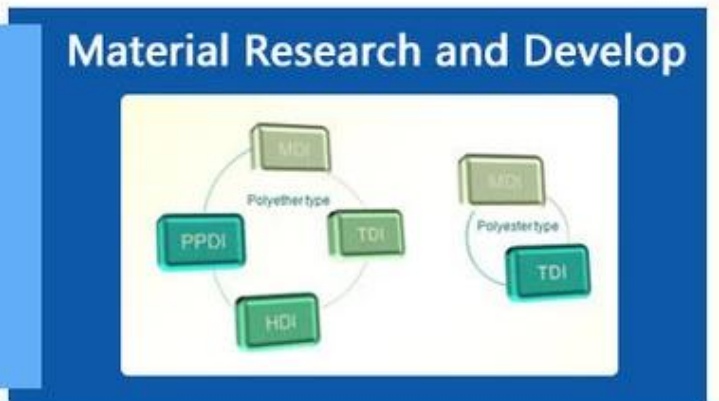 Material Research and Develop
MDI
Polyether type
PPDI
TDI
HDI
MDI
Polyester type
TDI